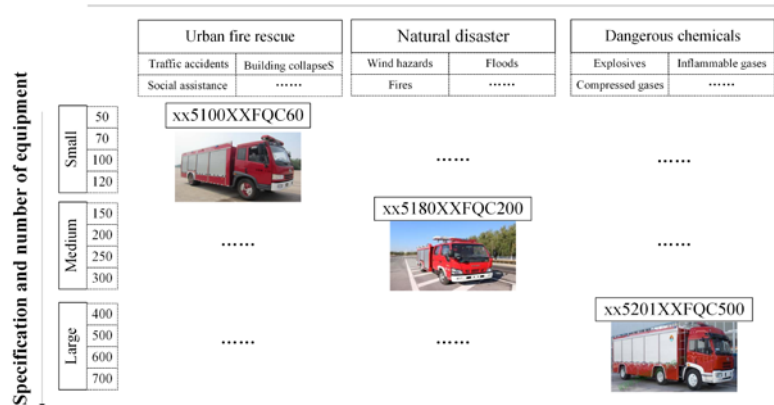 Urban fire rescue
Natural disaster
Dangerous chemicals
Traffic accidents
Building collapseS
Wind hazards
Floods
Explosives
Inflammable gases
Social assistance
……
Fires
……
Compressed gases
……
Specification and number of equipment
Small
50
70
100
120
xx5100XXFQC60
……
……
Medium
150
200
250
300
……
xx5180XXFQC200
……
Large
400
500
600
700
……
……
xx5201XXFQC500